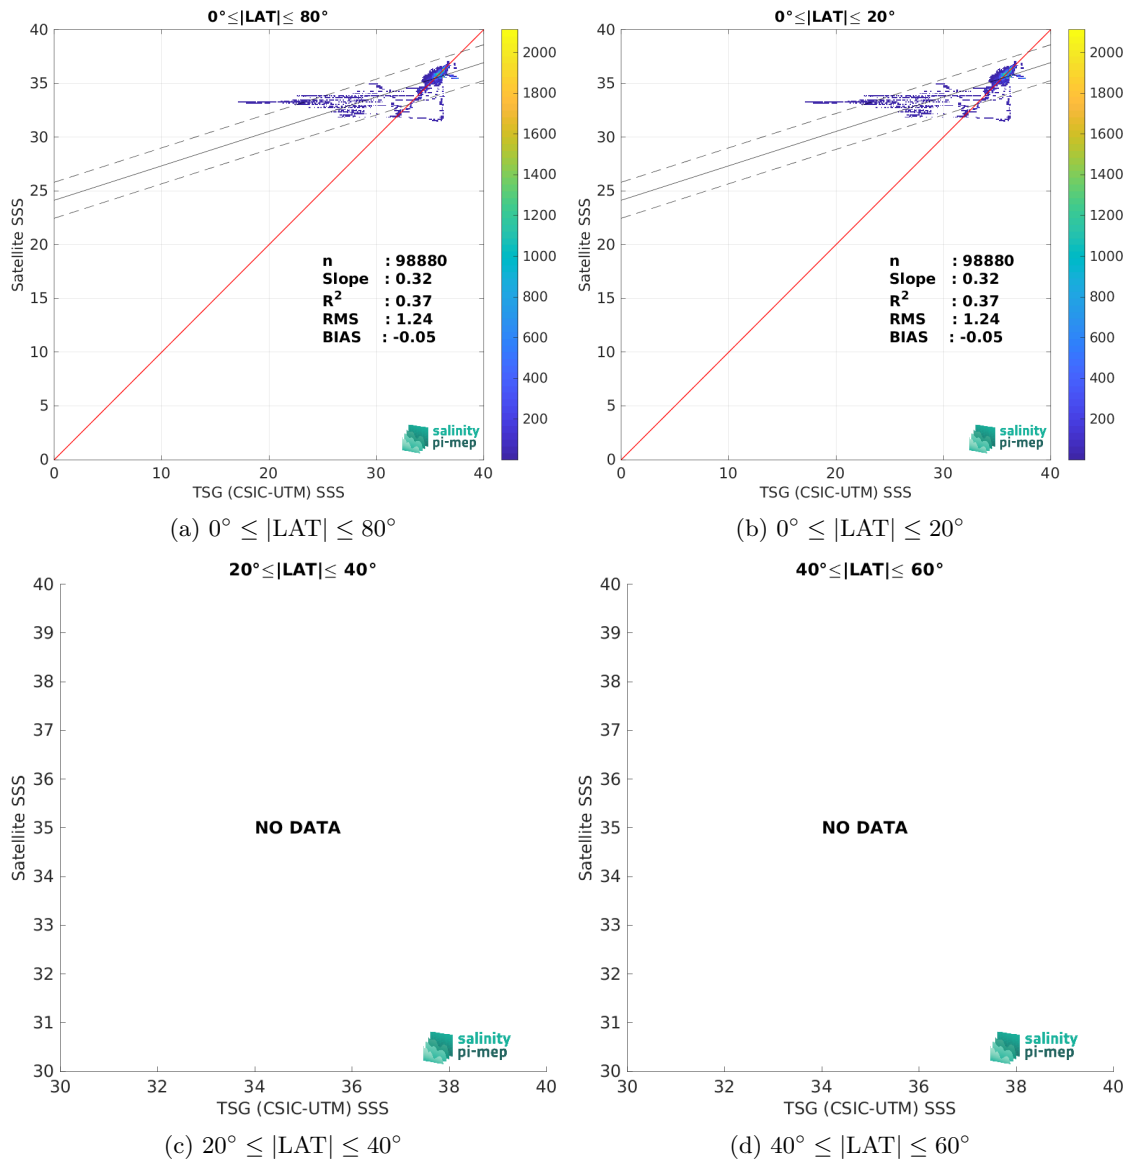 0°≤|LAT|≤ 80°
40
35
30
25
20
15
10
5
0
0
10
20
30
40
Satellite SSS
TSG (CSIC-UTM) SSS
n : 98880
Slope : 0.32
R² : 0.37
RMS : 1.24
BIAS : -0.05
salinity
pi-mep
2000
1800
1600
1400
1200
1000
800
600
400
200
(a) 0° ≤ |LAT| ≤ 80°
0°≤|LAT|≤ 20°
40
35
30
25
20
15
10
5
0
0
10
20
30
40
Satellite SSS
TSG (CSIC-UTM) SSS
n : 98880
Slope : 0.32
R² : 0.37
RMS : 1.24
BIAS : -0.05
salinity
pi-mep
2000
1800
1600
1400
1200
1000
800
600
400
200
(b) 0° ≤ |LAT| ≤ 20°
20°≤|LAT|≤ 40°
40
39
38
37
36
35
34
33
32
31
30
30
32
34
36
38
40
Satellite SSS
NO DATA
TSG (CSIC-UTM) SSS
salinity
pi-mep
(c) 20° ≤ |LAT| ≤ 40°
40°≤|LAT|≤ 60°
40
39
38
37
36
35
34
33
32
31
30
30
32
34
36
38
40
Satellite SSS
NO DATA
TSG (CSIC-UTM) SSS
salinity
pi-mep
(d) 40° ≤ |LAT| ≤ 60°